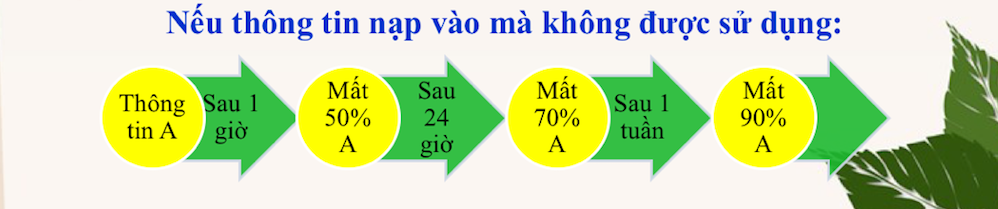 Nếu thông tin nạp vào mà không được sử dụng:
Thông
tin A
Sau 1
giờ
Mất
50%
A
Sau
24
giờ
Mất
70%
A
Sau 1
tuần
Mất
90%
A